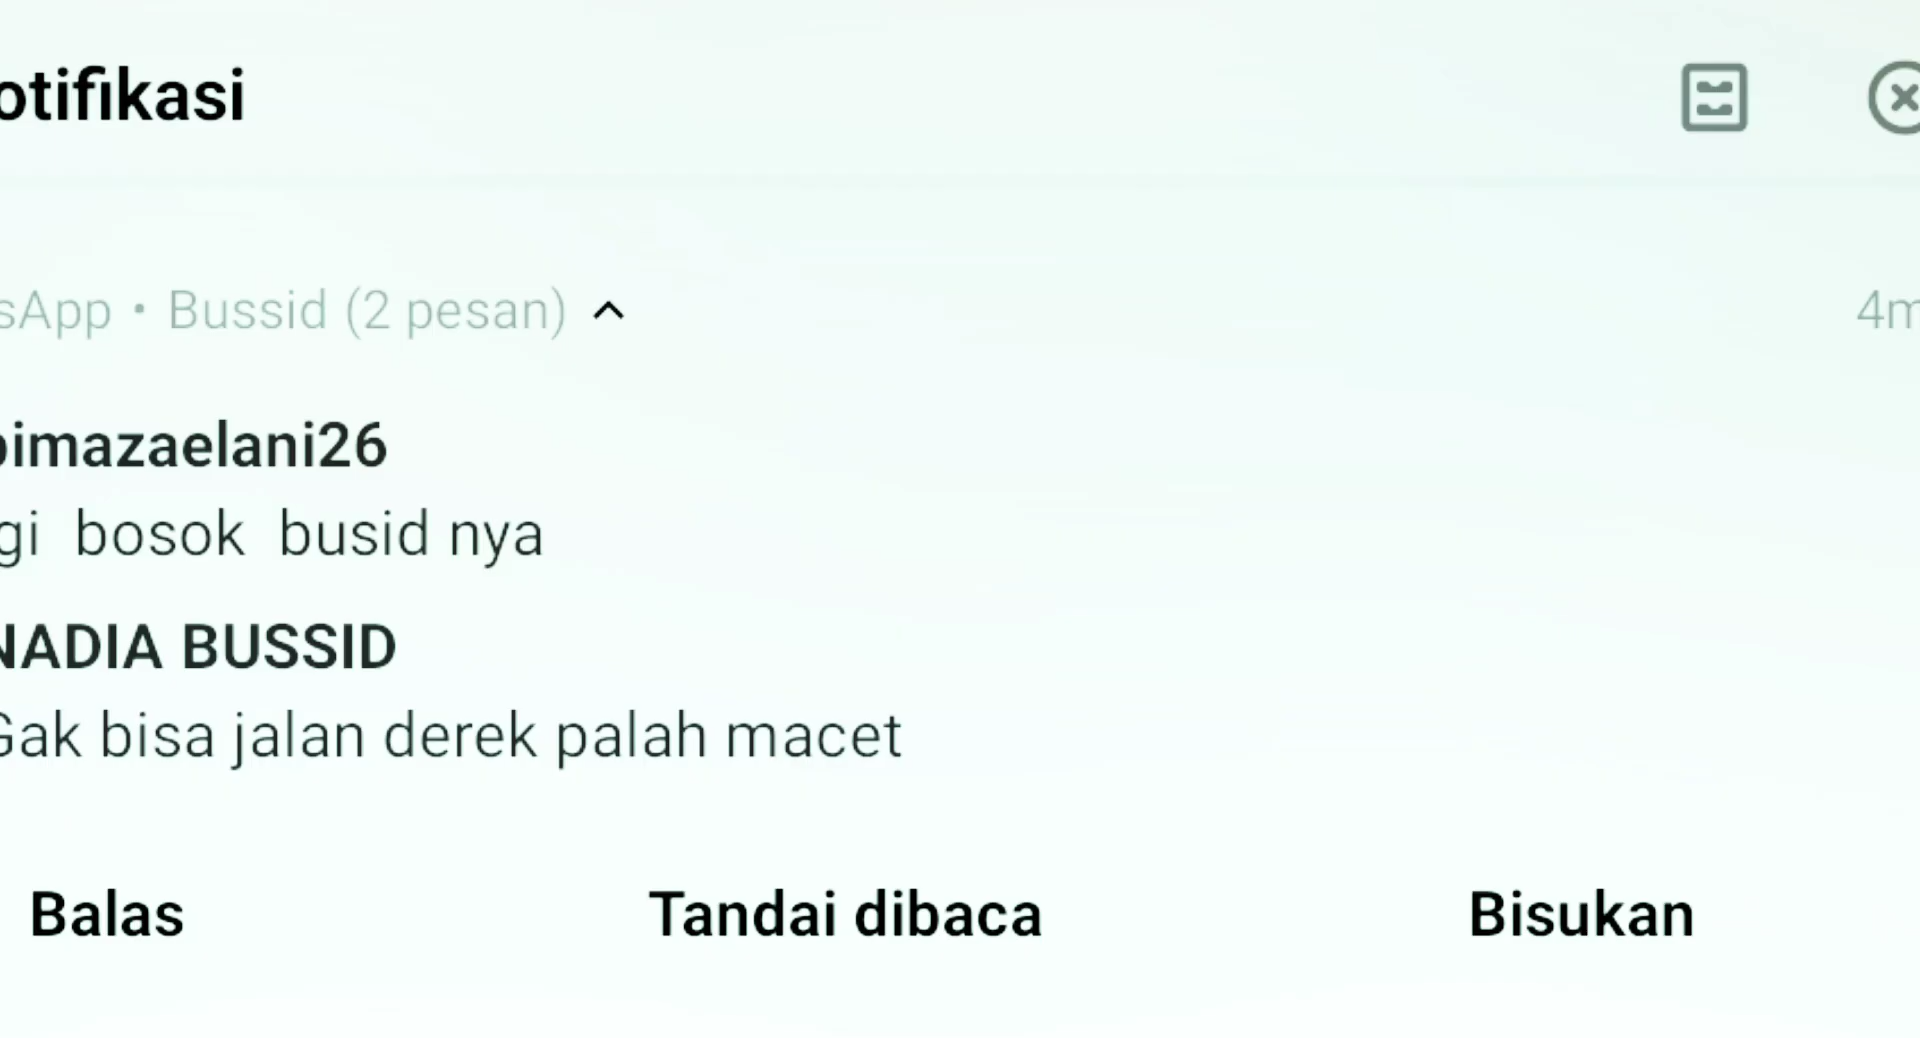 otifikasi
sApp • Bussid (2 pesan)
4m
bimazaelani26
gi bosok busid nya
NADIA BUSSID
Gak bisa jalan derek palah macet
Balas
Tandai dibaca
Bisukan